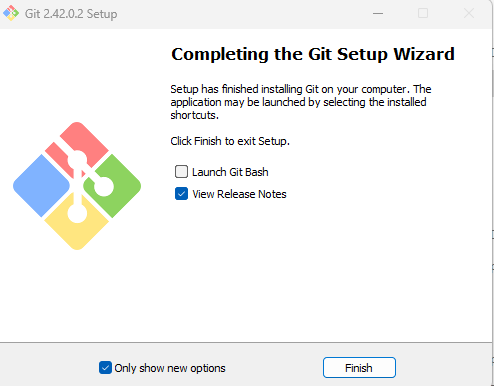 Git 2.42.0.2 Setup
Completing the Git Setup Wizard
Setup has finished installing Git on your computer. The
application may be launched by selecting the installed
shortcuts.
Click Finish to exit Setup.
Launch Git Bash
View Release Notes
Only show new options
Finish